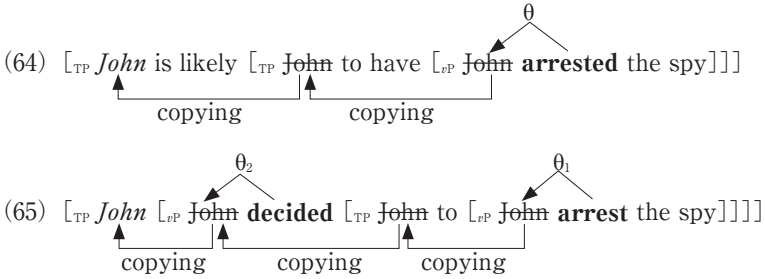 θ
(64) [TP John is likely [TP John to have [vP John arrested the spy]]]
copying copying
θ2 θ1
(65) [TP John [vP John decided [TP John to [vP John arrest the spy]]]]
copying copying copying